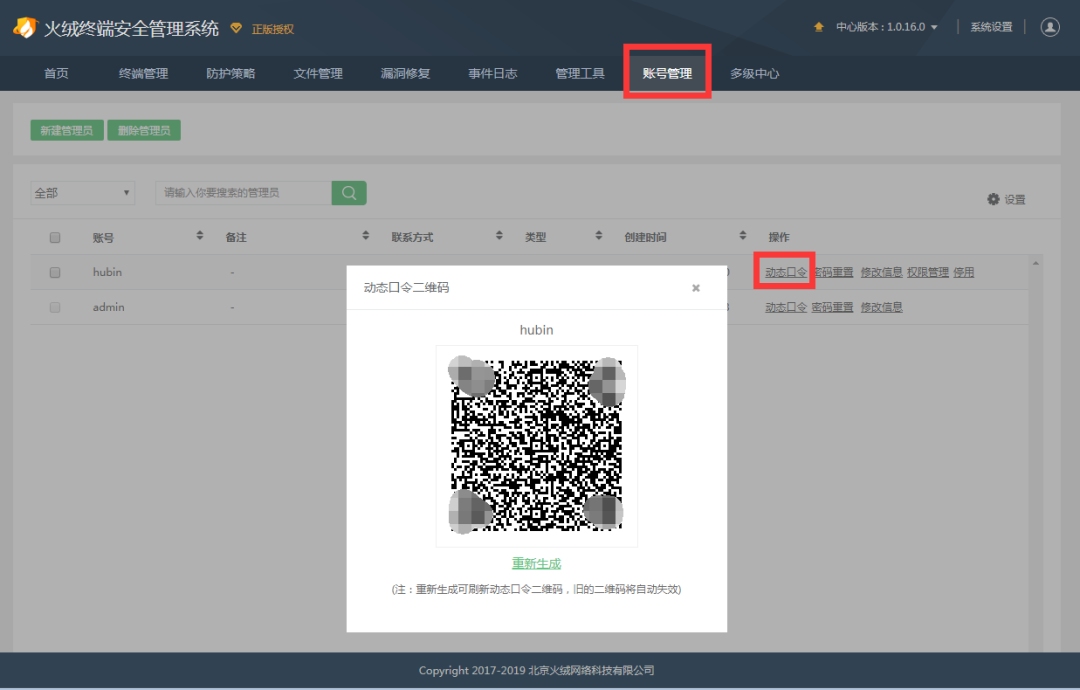 火绒终端安全管理系统 正版授权 中心版本：1.0.16.0 系统设置
首页 终端管理 防护策略 文件管理 漏洞修复 事件日志 管理工具 账号管理 多级中心
新建管理员 删除管理员
全部 请输入你要搜索的管理员 设置
账号 备注 联系方式 类型 创建时间 操作
hubin - 动态口令 密码重置 修改信息 权限管理 停用
admin - 动态口令 密码重置 修改信息
动态口令二维码
hubin
重新生成
(注：重新生成可刷新动态口令二维码，旧的二维码将自动失效)
Copyright 2017-2019 北京火绒网络科技有限公司